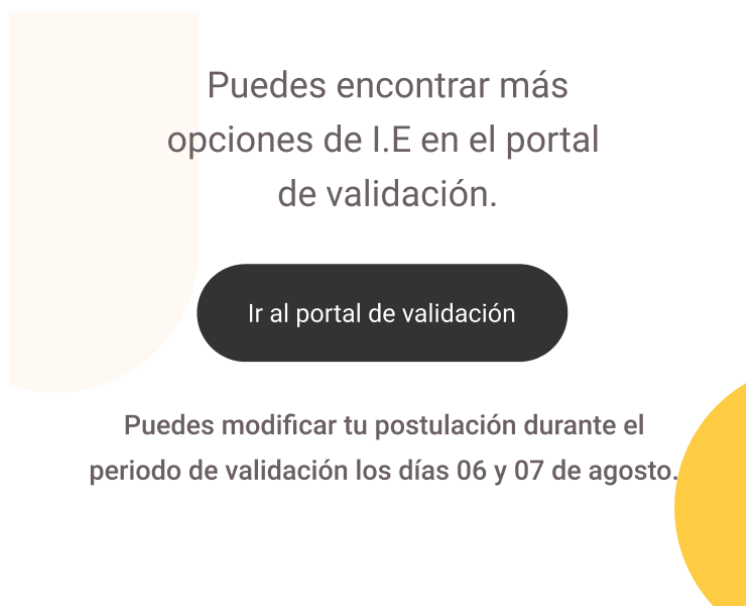 Puedes encontrar más
opciones de I.E en el portal
de validación.
Ir al portal de validación
Puedes modificar tu postulación durante el
periodo de validación los días 06 y 07 de agosto.